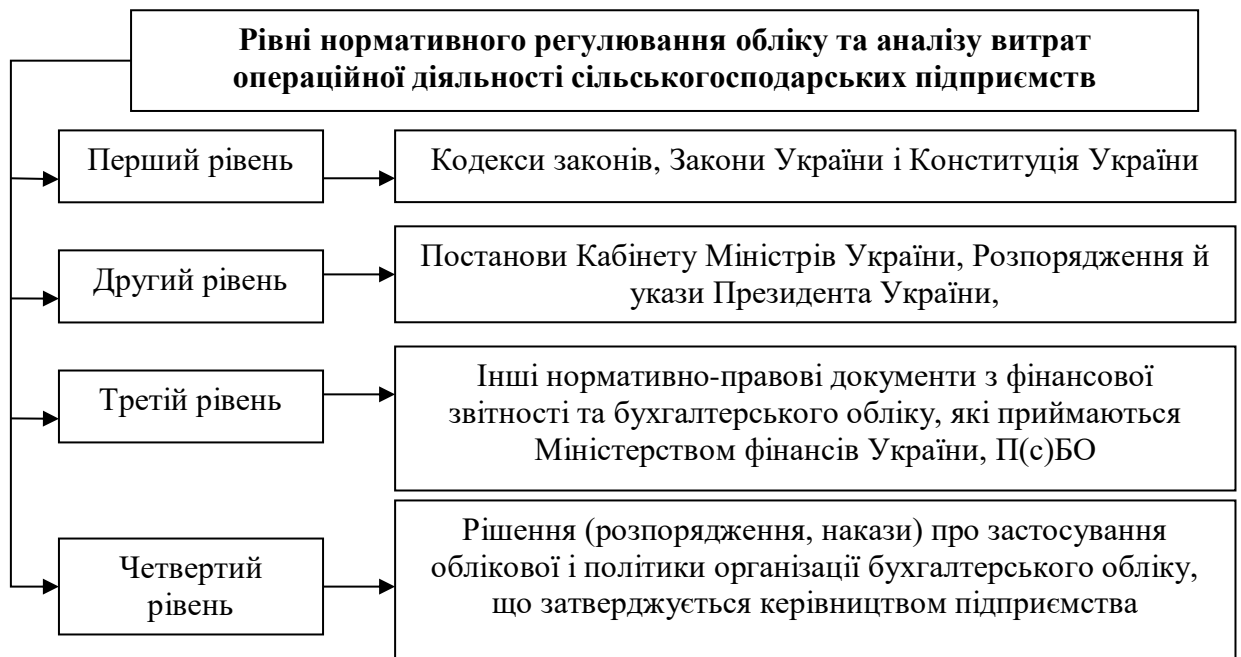 Рівні нормативного регулювання обліку та аналізу витрат
операційної діяльності сільськогосподарських підприємств
Перший рівень
Кодекси законів, Закони України і Конституція України
Другий рівень
Постанови Кабінету Міністрів України, Розпорядження й
укази Президента України,
Третій рівень
Інші нормативно-правові документи з фінансової
звітності та бухгалтерського обліку, які приймаються
Міністерством фінансів України, П(с)БО
Четвертий
рівень
Рішення (розпорядження, накази) про застосування
облікової і політики організації бухгалтерського обліку,
що затверджується керівництвом підприємства